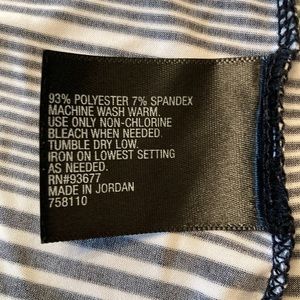 93% POLYESTER 7% SPANDEX
MACHINE WASH WARM.
USE ONLY NON-CHLORINE
BLEACH WHEN NEEDED.
TUMBLE DRY LOW.
IRON ON LOWEST SETTING
AS NEEDED.
RN#93677
MADE IN JORDAN
758110